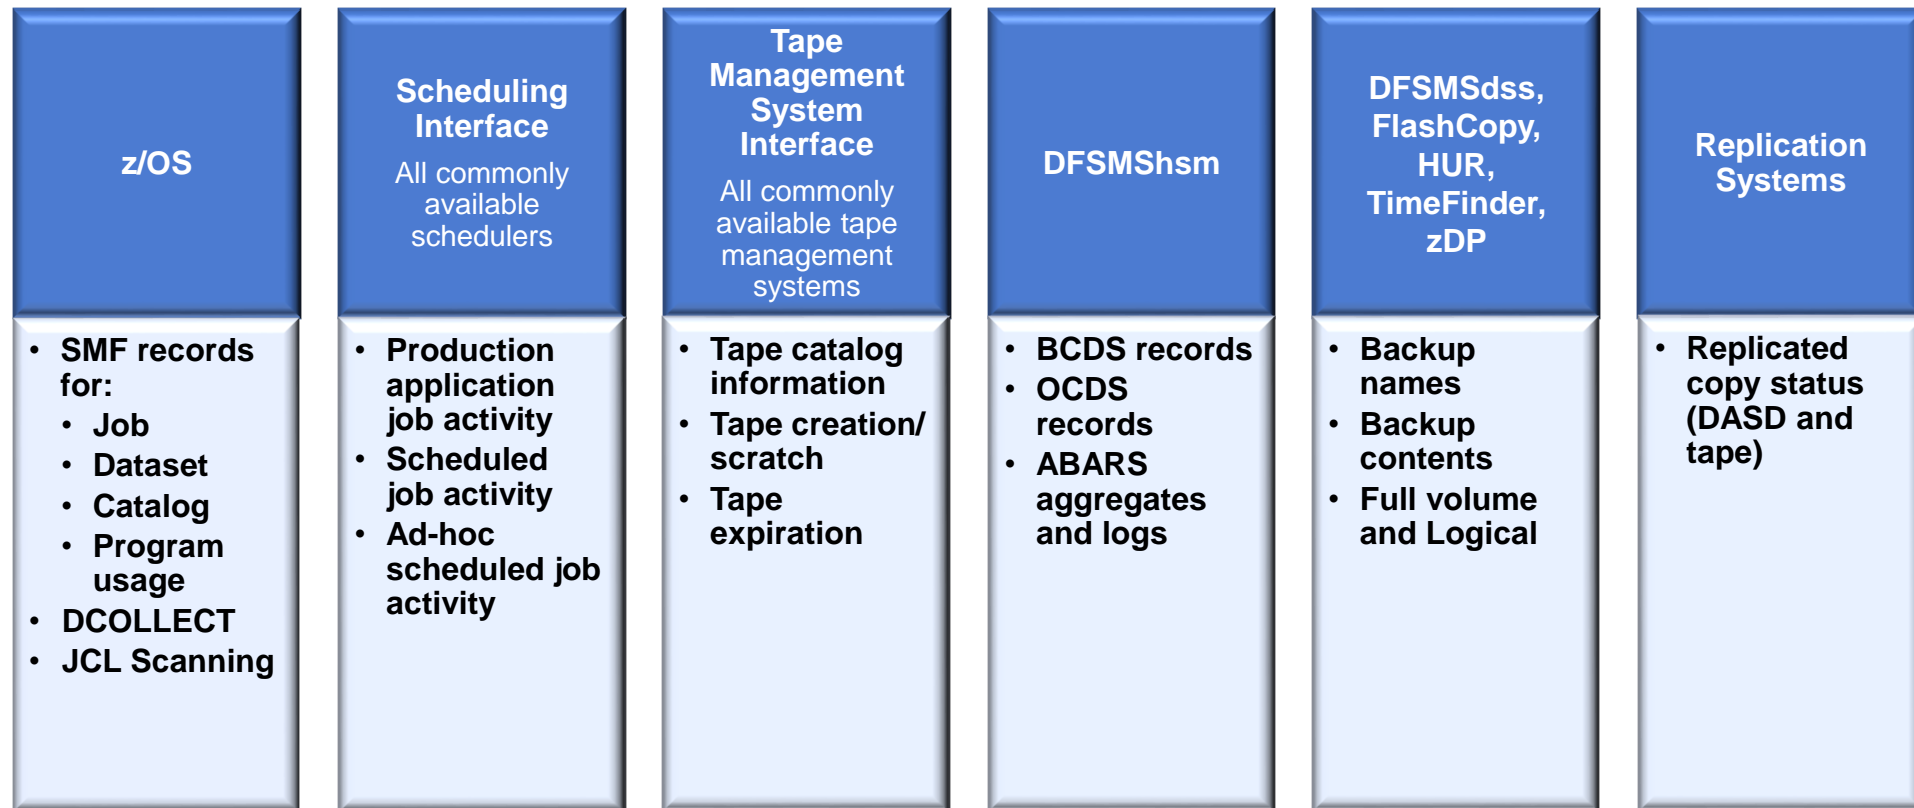 z/OS
• SMF records
for:
• Job
• Dataset
• Catalog
• Program
usage
• DCOLLECT
• JCL Scanning
Scheduling
Interface
All commonly
available
schedulers
• Production
application
job activity
• Scheduled
job activity
• Ad-hoc
scheduled job
activity
Tape
Management
System
Interface
All commonly
available tape
management
systems
• Tape catalog
information
• Tape creation/
scratch
• Tape
expiration
DFSMShsm
• BCDS records
• OCDS
records
• ABARS
aggregates
and logs
DFSMSdss,
FlashCopy,
HUR,
TimeFinder,
zDP
• Backup
names
• Backup
contents
• Full volume
and Logical
Replication
Systems
• Replicated
copy status
(DASD and
tape)